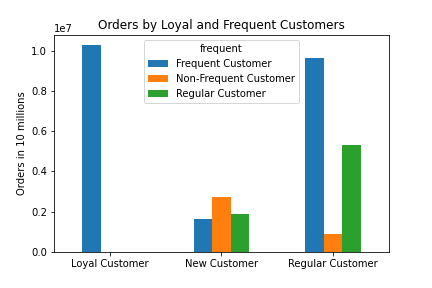 Orders by Loyal and Frequent Customers
1e7
frequent
Frequent Customer
Non-Frequent Customer
Regular Customer
Orders in 10 millions
1.0
0.8
0.6
0.4
0.2
0.0
Loyal Customer
New Customer
Regular Customer